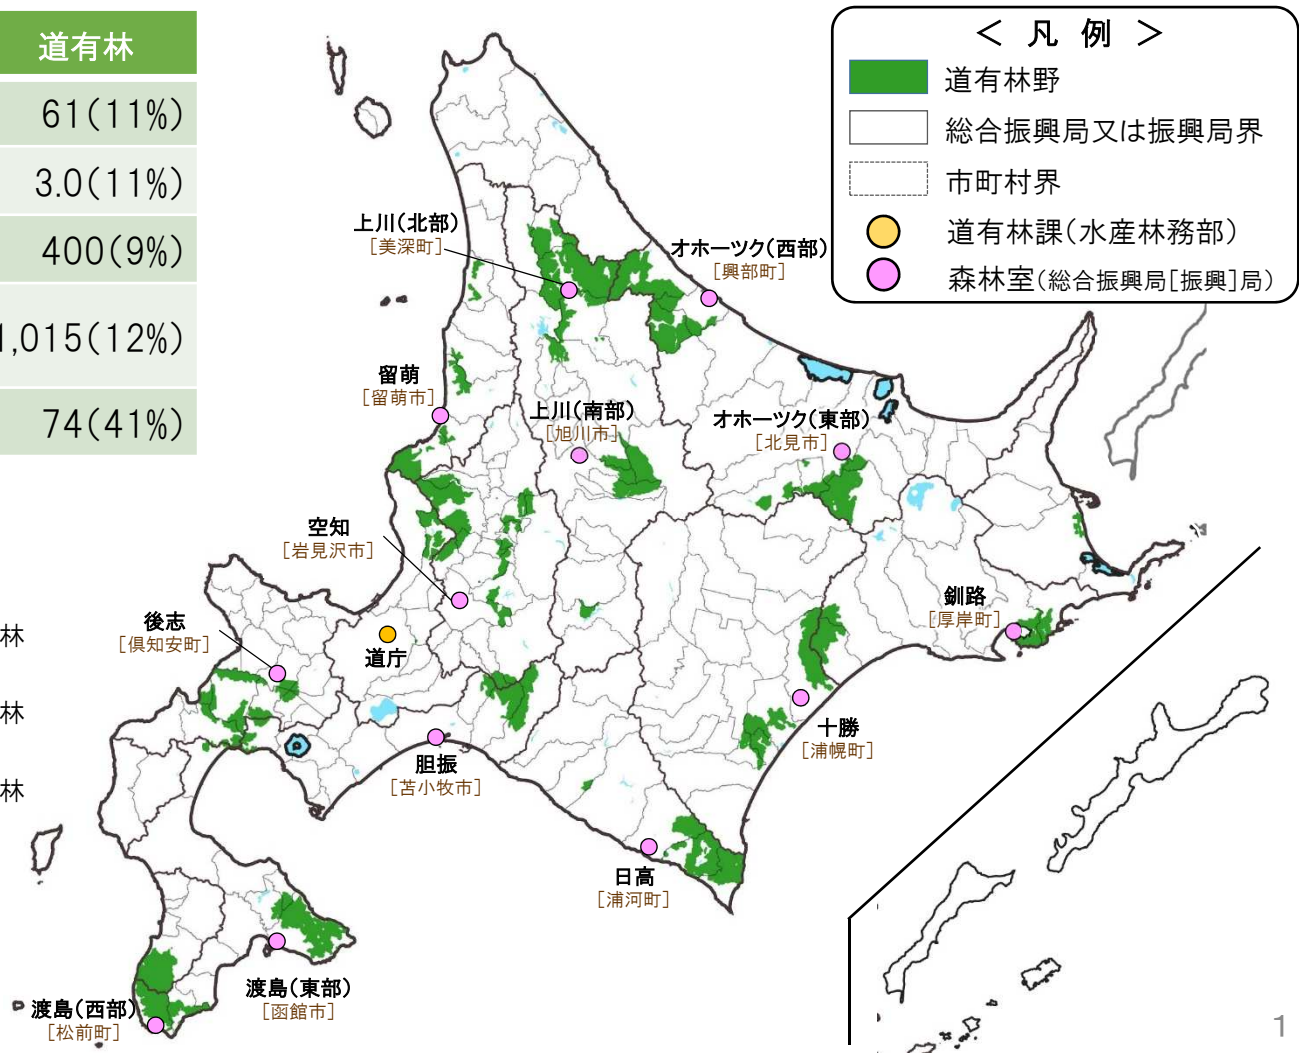 道有林
61(11%)
3.0(11%)
400(9%)
1,015(12%)
74(41%)
林
林
林
＜ 凡 例 ＞
道有林野
総合振興局又は振興局界
市町村界
道有林課(水産林務部)
森林室(総合振興局[振興]局)
上川(北部)
[美深町]
オホーツク(西部)
[興部町]
留萌
[留萌市]
上川(南部)
[旭川市]
オホーツク(東部)
[北見市]
空知
[岩見沢市]
後志
[倶知安町]
道庁
釧路
[厚岸町]
十勝
[浦幌町]
胆振
[苫小牧市]
日高
[浦河町]
渡島(東部)
[函館市]
渡島(西部)
[松前町]
1